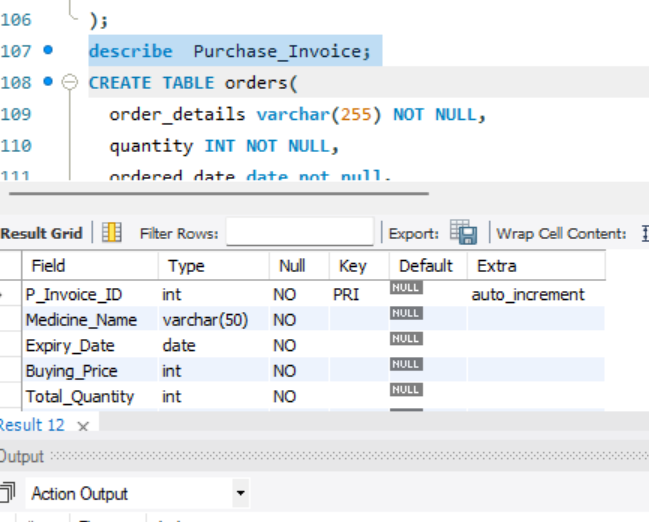 106 );
107 describe Purchase_Invoice;
108 CREATE TABLE orders(
109 order_details varchar(255) NOT NULL,
110 quantity INT NOT NULL,
111 ordered_date date not null,
Result Grid Filter Rows: Export: Wrap Cell Content:
Field Type Null Key Default Extra
P_Invoice_ID int NO PRI NULL auto_increment
Medicine_Name varchar(50) NO NULL
Expiry_Date date NO NULL
Buying_Price int NO NULL
Total_Quantity int NO NULL
Result 12 ×
Output
Action Output